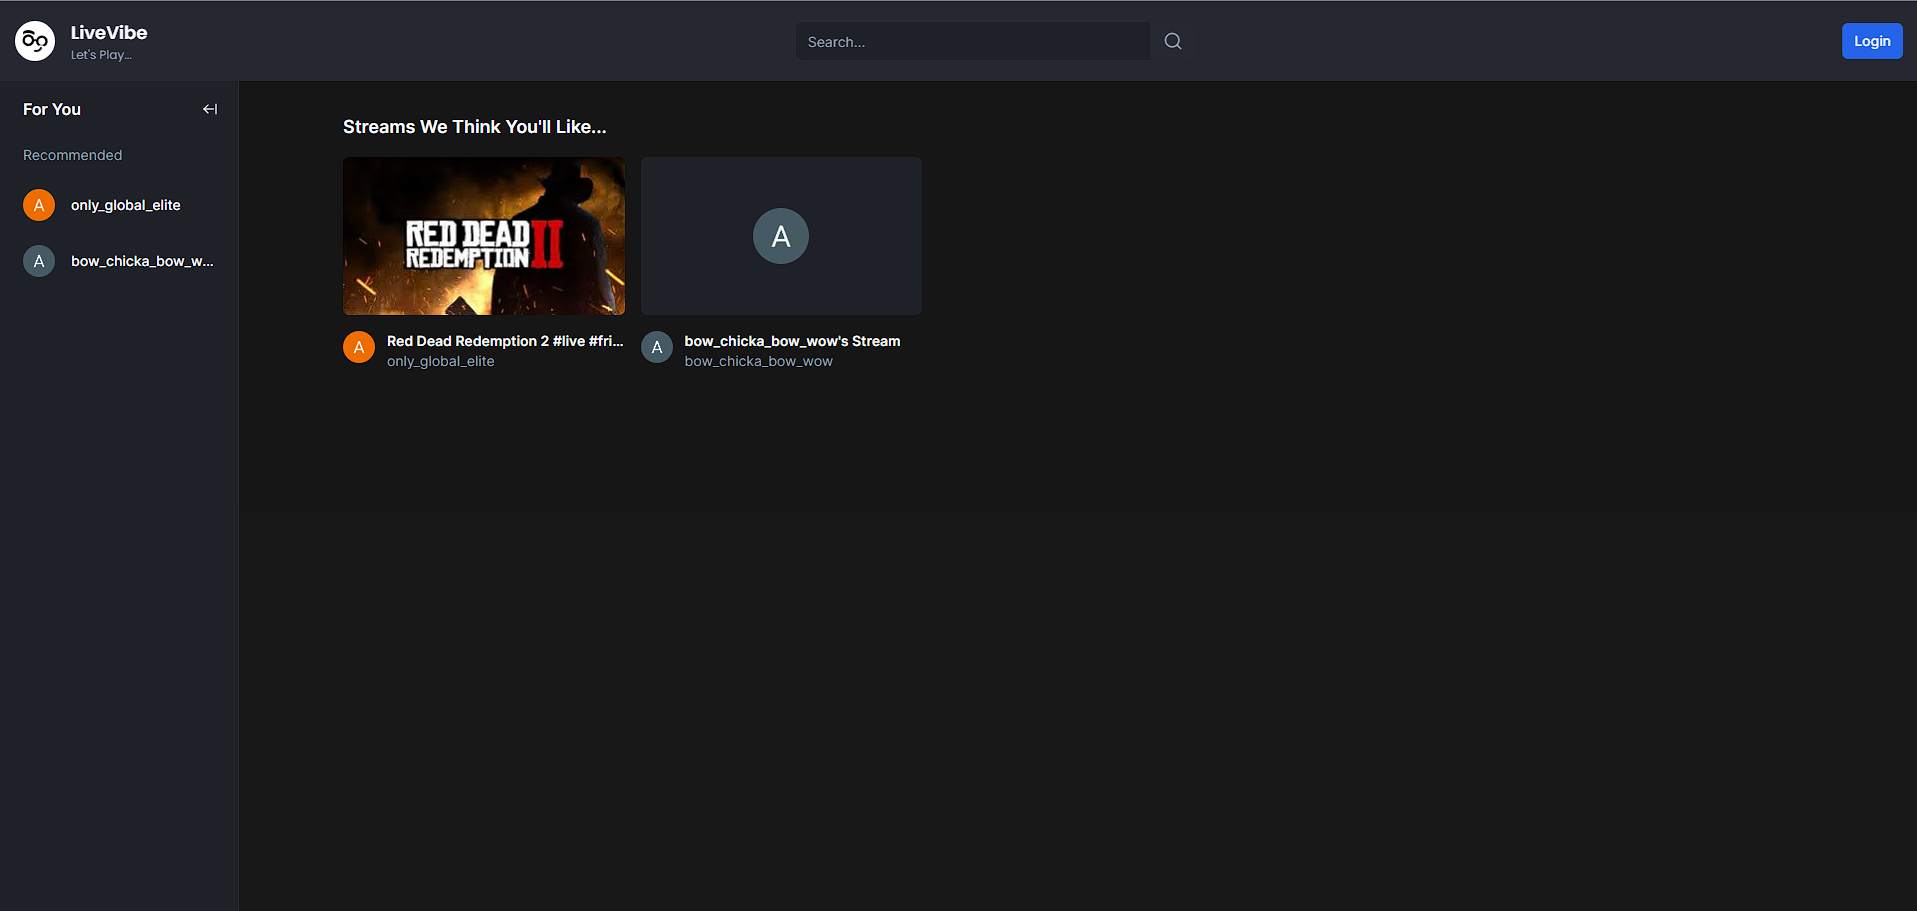 LiveVibe
Let's Play...
Search...
Login
For You
Recommended
A
only_global_elite
A
bow_chicka_bow_w...
Streams We Think You'll Like...
RED DEAD
REDEMPTION II
A
A
Red Dead Redemption 2 #live #fri...
only_global_elite
A
bow_chicka_bow_wow's Stream
bow_chicka_bow_wow